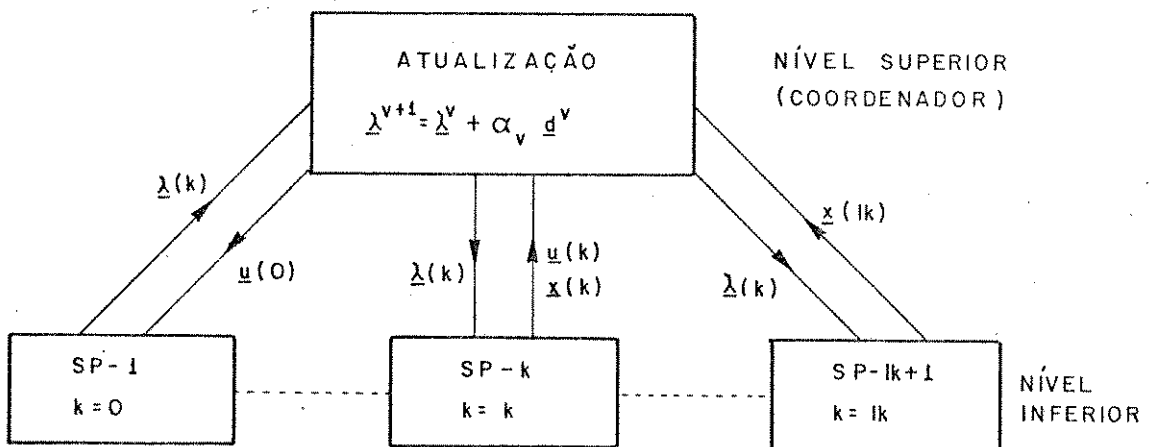 ATUALIZAÇÃO
λ^{v+1} = λ^v + α_v d^v
NÍVEL SUPERIOR
(COORDENADOR)
λ(k)
u(0)
λ(k)
u(k)
x(k)
x(lk)
λ(k)
SP-1
k = 0
SP-k
k = k
SP-lk+1
k = lk
NÍVEL
INFERIOR